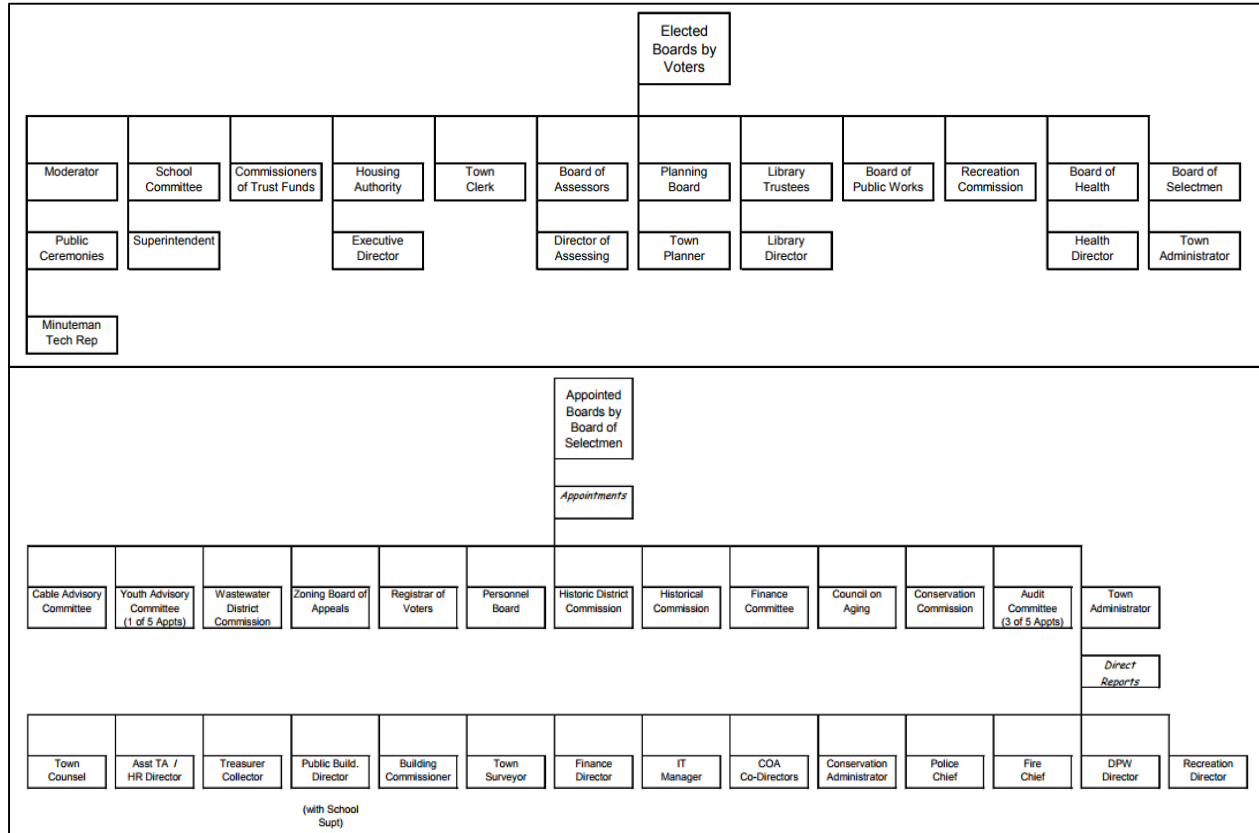 Elected
Boards by
Voters
Moderator
School
Committee
Commissioners
of Trust Funds
Housing
Authority
Town
Clerk
Board of
Assessors
Planning
Board
Library
Trustees
Board of
Public Works
Recreation
Commission
Board of
Health
Board of
Selectmen
Public
Ceremonies
Superintendent
Executive
Director
Director of
Assessing
Town
Planner
Library
Director
Health
Director
Town
Administrator
Minuteman
Tech Rep
Appointed
Boards by
Board of
Selectmen
Appointments
Cable Advisory
Committee
Youth Advisory
Committee
(1 of 5 Appts)
Wastewater
District
Commission
Zoning Board of
Appeals
Registrar of
Voters
Personnel
Board
Historic District
Commission
Historical
Commission
Finance
Committee
Council on
Aging
Conservation
Commission
Audit
Committee
(3 of 5 Appts)
Town
Administrator
Direct
Reports
Town
Counsel
Asst TA /
HR Director
Treasurer
Collector
Public Build.
Director
(with School
Supt)
Building
Commissioner
Town
Surveyor
Finance
Director
IT
Manager
COA
Co-Directors
Conservation
Administrator
Police
Chief
Fire
Chief
DPW
Director
Recreation
Director